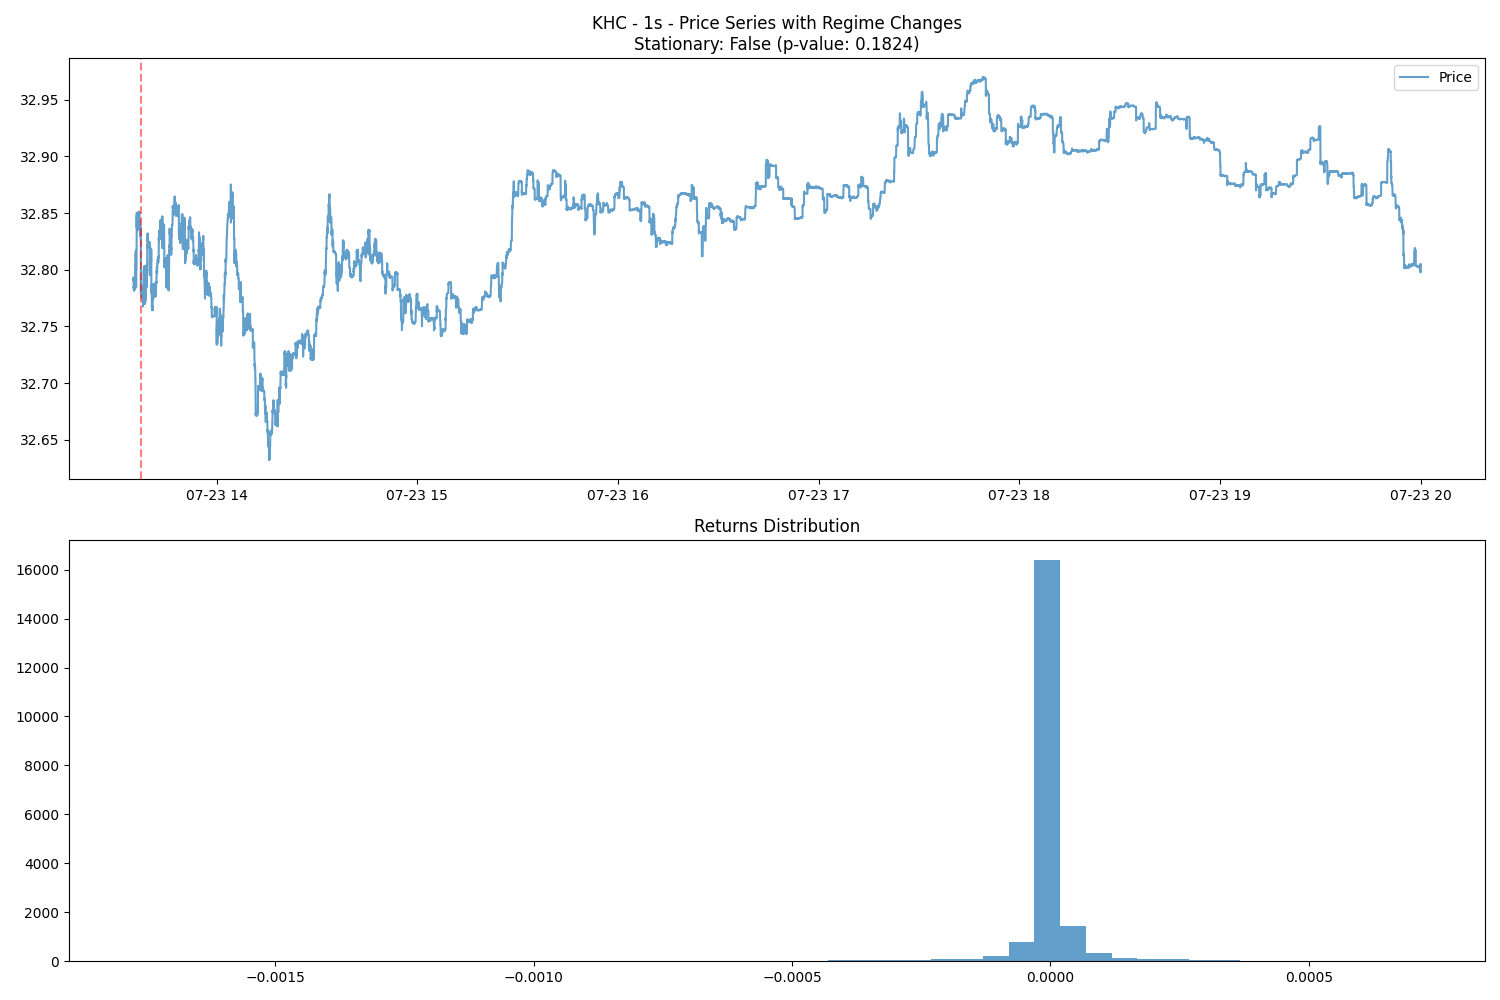 KHC - 1s - Price Series with Regime Changes
Stationary: False (p-value: 0.1824)
Price
32.95
32.90
32.85
32.80
32.75
32.70
32.65
07-23 14 07-23 15 07-23 16 07-23 17 07-23 18 07-23 19 07-23 20
Returns Distribution
16000
14000
12000
10000
8000
6000
4000
2000
0
−0.0015 −0.0010 −0.0005 0.0000 0.0005